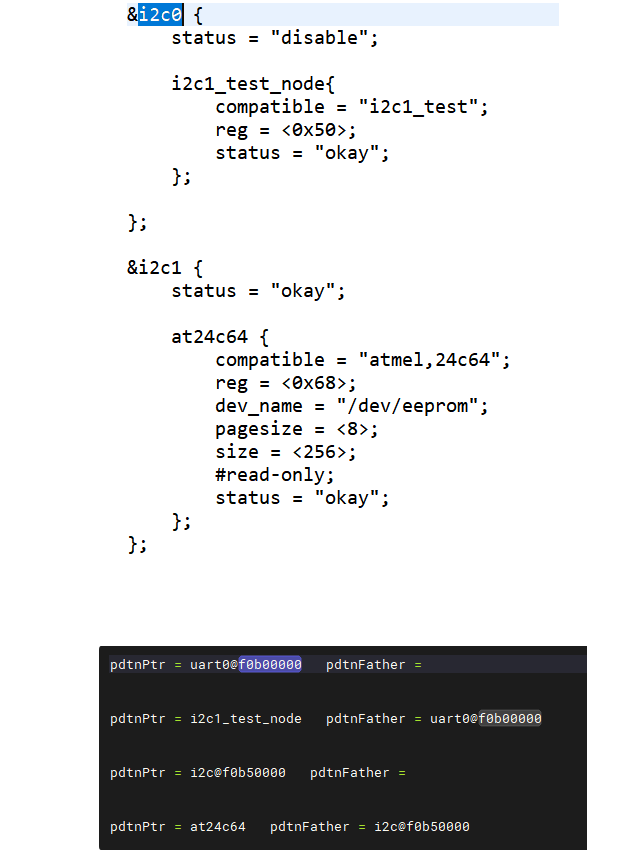 &i2c0 {
    status = "disable";
    i2c1_test_node{
        compatible = "i2c1_test";
        reg = <0x50>;
        status = "okay";
    };
};
&i2c1 {
    status = "okay";
    at24c64 {
        compatible = "atmel,24c64";
        reg = <0x68>;
        dev_name = "/dev/eeprom";
        pagesize = <8>;
        size = <256>;
        #read-only;
        status = "okay";
    };
};
pdtnPtr = uart0@f0b00000   pdtnFather =
pdtnPtr = i2c1_test_node   pdtnFather = uart0@f0b00000
pdtnPtr = i2c@f0b50000   pdtnFather =
pdtnPtr = at24c64   pdtnFather = i2c@f0b50000